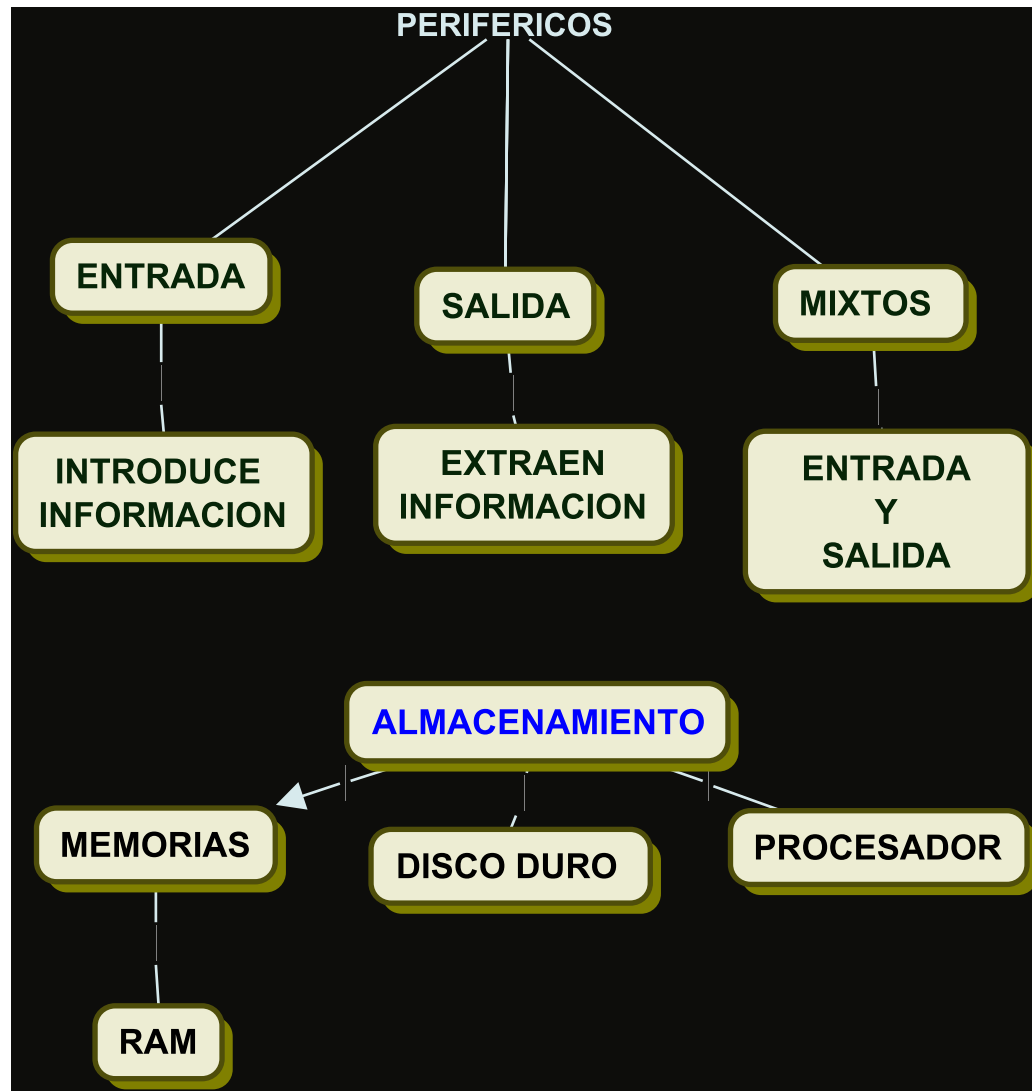 PERIFERICOS
ENTRADA
SALIDA
MIXTOS
INTRODUCE
INFORMACION
EXTRAEN
INFORMACION
ENTRADA
Y
SALIDA
ALMACENAMIENTO
MEMORIAS
DISCO DURO
PROCESADOR
RAM